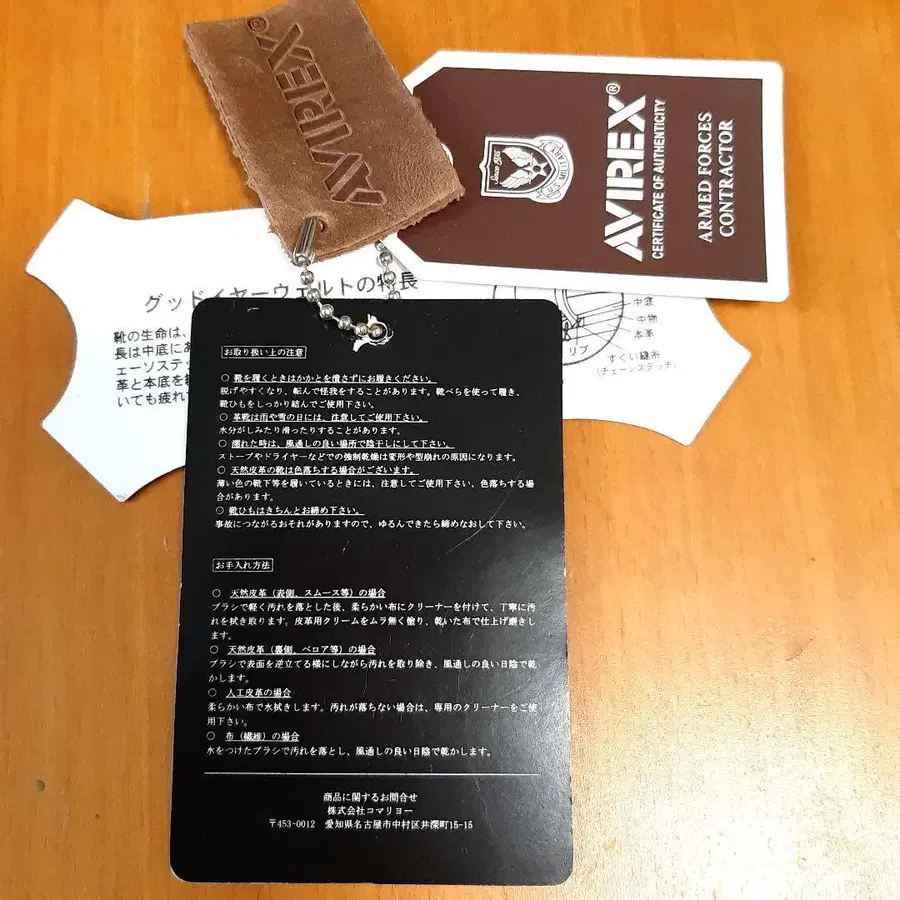 AVIREX®
AVIREX®
CERTIFICATE OF AUTHENTICITY
ARMED FORCES
CONTRACTOR
Since 1975
U.S. MILITARY
グッドイヤーウエルトの特長
靴の生命は、
長は中底にあ
ェーンステッ
革と本底を
いても疲れ
中底
中物
本革
リブ
すくい縫糸
(チェーンステッチ)
お取り扱い上の注意
○ 靴を履くときはかかとを潰さずにお履きください。
脱げやすくなり、転んで怪我をすることがあります。靴べらを使って履き、
靴ひもをしっかり結んでご使用下さい。
○ 革靴は雨や雪の日には、注意してご使用下さい。
水分がしみたり滑ったりすることがあります。
○ 濡れた時は、風通しの良い場所で陰干しにして下さい。
ストーブやドライヤーなどでの強制乾燥は変形や型崩れの原因になります。
○ 天然皮革の靴は色落ちする場合がございます。
薄い色の靴下等を履いているときには、注意してご使用下さい、色落ちする場
合があります。
○ 靴ひもはきちんとお締め下さい。
事故につながるおそれがありますので、ゆるんできたら締めなおして下さい。
お手入れ方法
○ 天然皮革(表側、スムース等)の場合
ブラシで軽く汚れを落とした後、柔らかい布にクリーナーを付けて、丁寧に汚
れを拭き取ります。皮革用クリームをムラ無く塗り、乾いた布で仕上げ磨きし
ます。
○ 天然皮革(裏側、ベロア等)の場合
ブラシで表面を逆立てる様にしながら汚れを取り除き、風通しの良い日陰で乾
かします。
○ 人工皮革の場合
柔らかい布で水拭きします。汚れが落ちない場合は、専用のクリーナーをご使
用下さい。
○ 布(繊維)の場合
水をつけたブラシで汚れを落とし、風通しの良い日陰で乾かします。
商品に関するお問合せ
株式会社コマリヨー
〒453-0012 愛知県名古屋市中村区井深町15-15